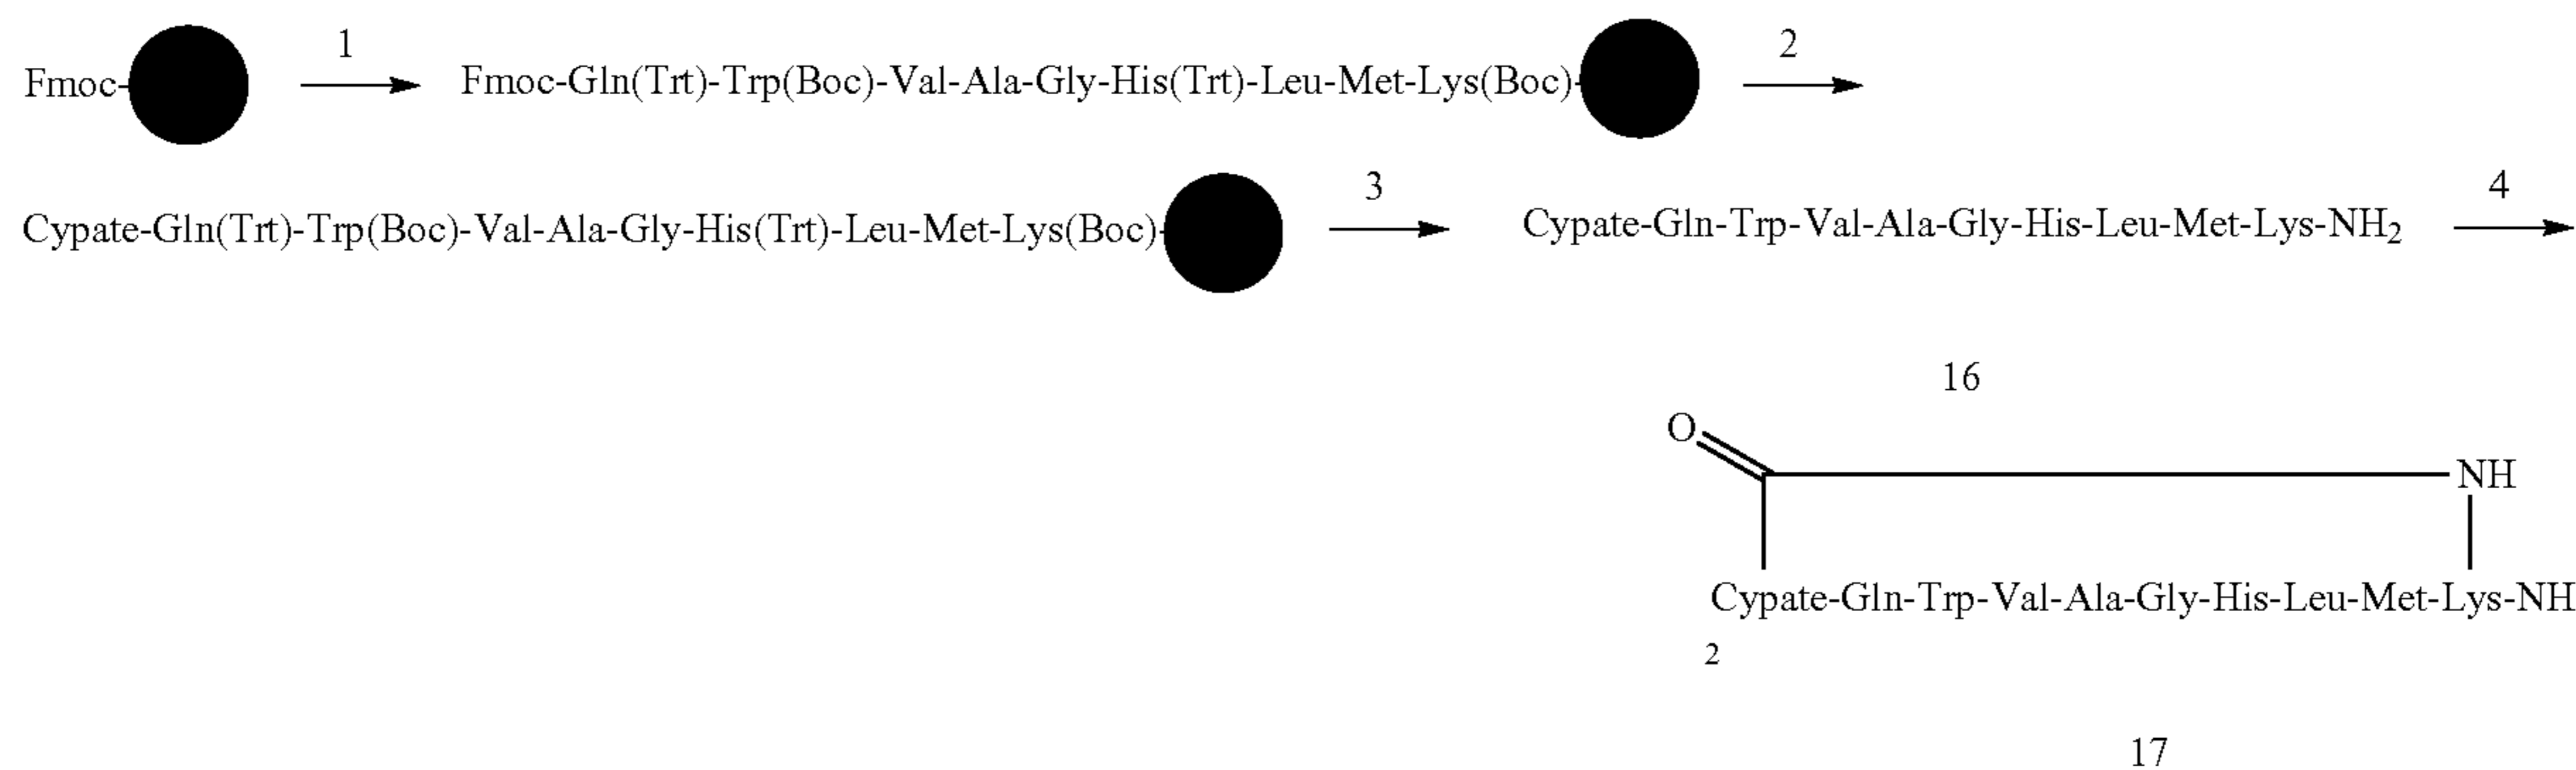 Fmoc- 1 Fmoc-Gln(Trt)-Trp(Boc)-Val-Ala-Gly-His(Trt)-Leu-Met-Lys(Boc)- 2
Cypate-Gln(Trt)-Trp(Boc)-Val-Ala-Gly-His(Trt)-Leu-Met-Lys(Boc)- 3 Cypate-Gln-Trp-Val-Ala-Gly-His-Leu-Met-Lys-NH₂ 4
16
O
NH
Cypate-Gln-Trp-Val-Ala-Gly-His-Leu-Met-Lys-NH
2
17